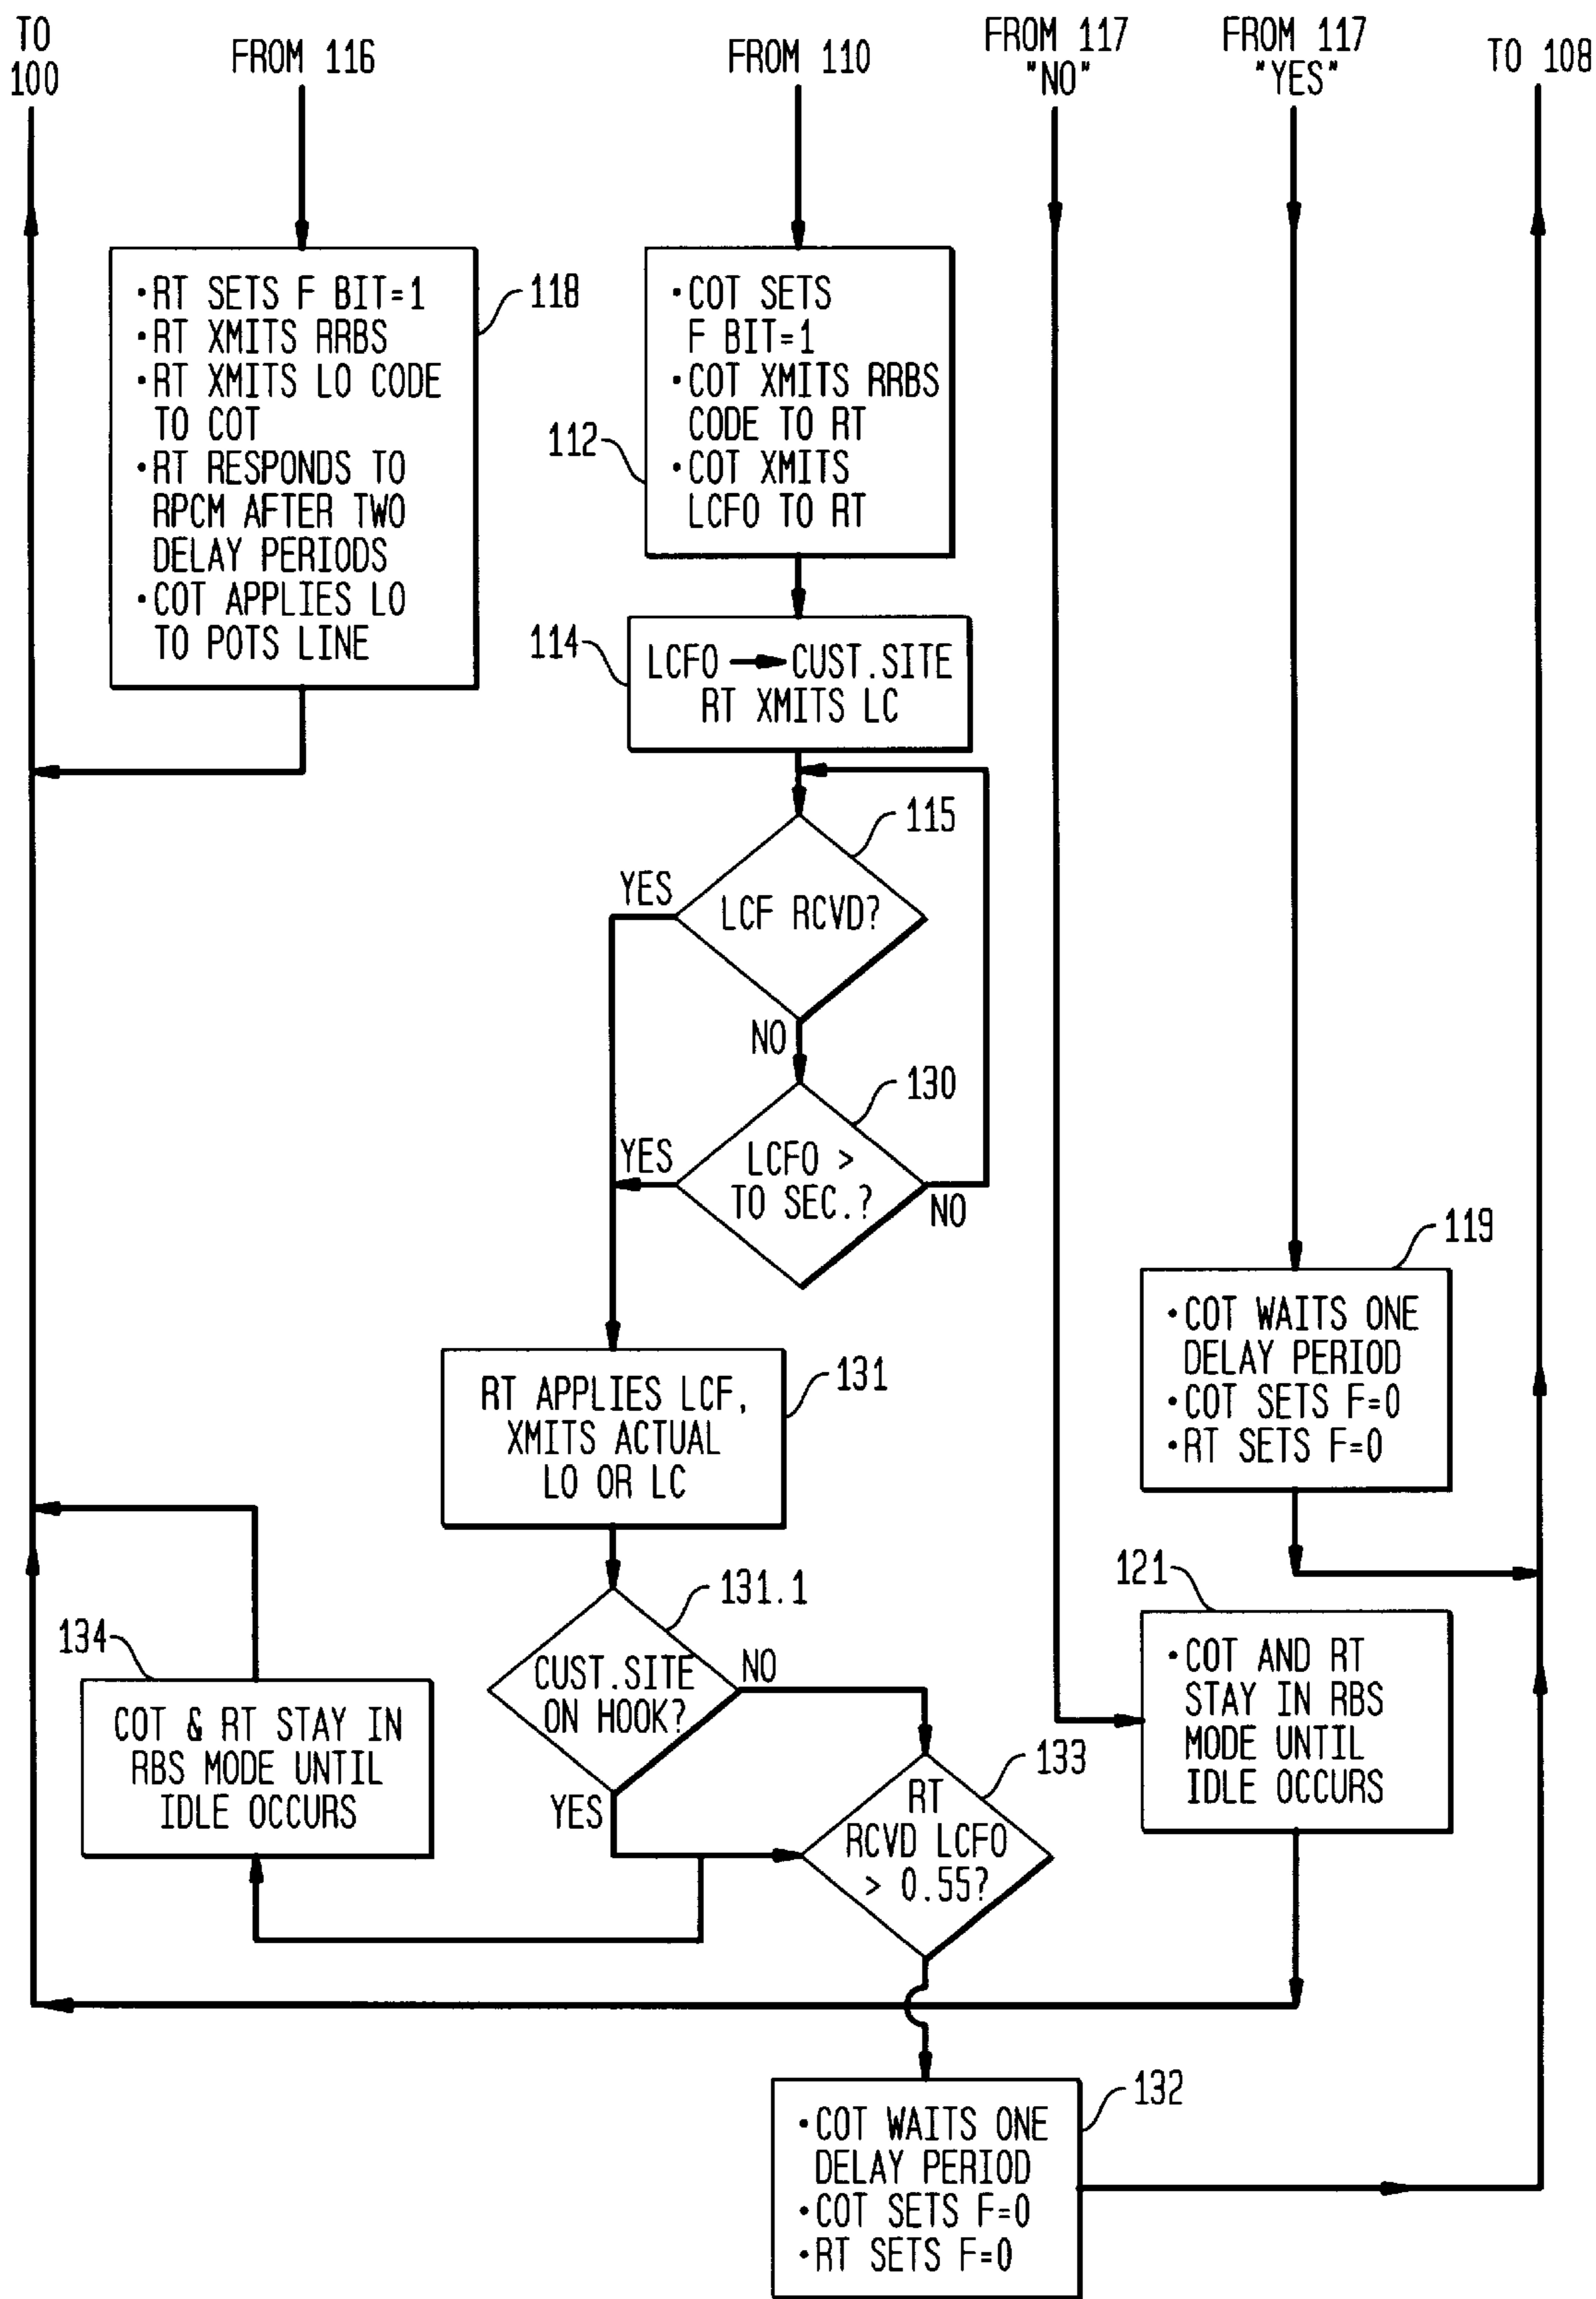 TO
100
FROM 116
FROM 110
FROM 117
"NO"
FROM 117
"YES"
TO 108
•RT SETS F BIT=1
•RT XMITS RRBS
•RT XMITS LO CODE
TO COT
•RT RESPONDS TO
RPCM AFTER TWO
DELAY PERIODS
•COT APPLIES LO
TO POTS LINE
118
•COT SETS
F BIT=1
•COT XMITS RRBS
CODE TO RT
•COT XMITS
LCFO TO RT
112
114
LCFO CUST.SITE
RT XMITS LC
115
YES
LCF RCVD?
NO
130
YES
LCFO >
TO SEC.?
NO
119
•COT WAITS ONE
DELAY PERIOD
•COT SETS F=0
•RT SETS F=0
RT APPLIES LCF,
XMITS ACTUAL
LO OR LC
131
131.1
CUST.SITE
ON HOOK?
NO
YES
121
•COT AND RT
STAY IN RBS
MODE UNTIL
IDLE OCCURS
134
COT & RT STAY IN
RBS MODE UNTIL
IDLE OCCURS
133
RT
RCVD LCFO
> 0.55?
132
•COT WAITS ONE
DELAY PERIOD
•COT SETS F=0
•RT SETS F=0